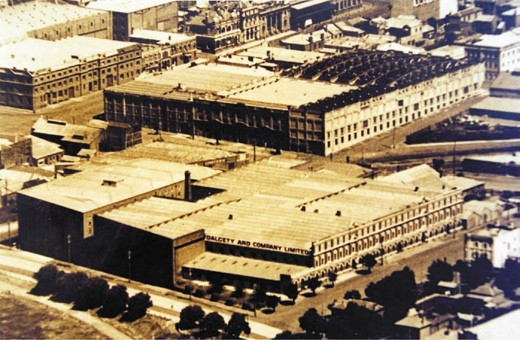 DALGETY AND COMPANY LIMITED